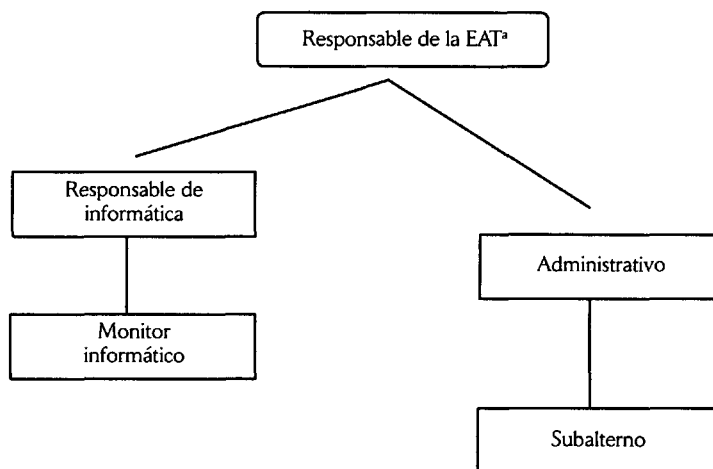 Responsable de la EATª
Responsable de
informática
Administrativo
Monitor
informático
Subalterno